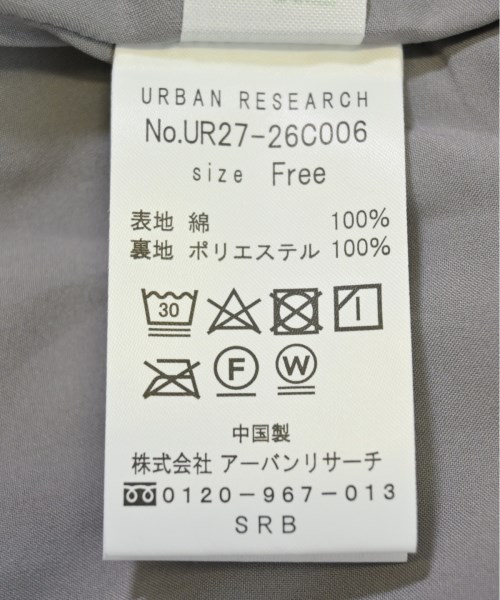 URBAN RESEARCH
No.UR27-26C006
size Free
表地 綿 100%
裏地 ポリエステル 100%
30
F W
中国製
株式会社 アーバンリサーチ
0120-967-013
SRB